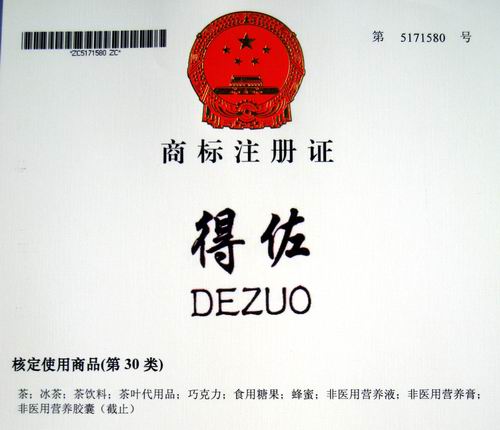 *ZC5171580 ZC*
第 5171580 号
商标注册证
得佐
DEZUO
核定使用商品(第 30 类)
茶；冰茶；茶饮料；茶叶代用品；巧克力；食用糖果；蜂蜜；非医用营养液；非医用营养膏；
非医用营养胶囊（截止）